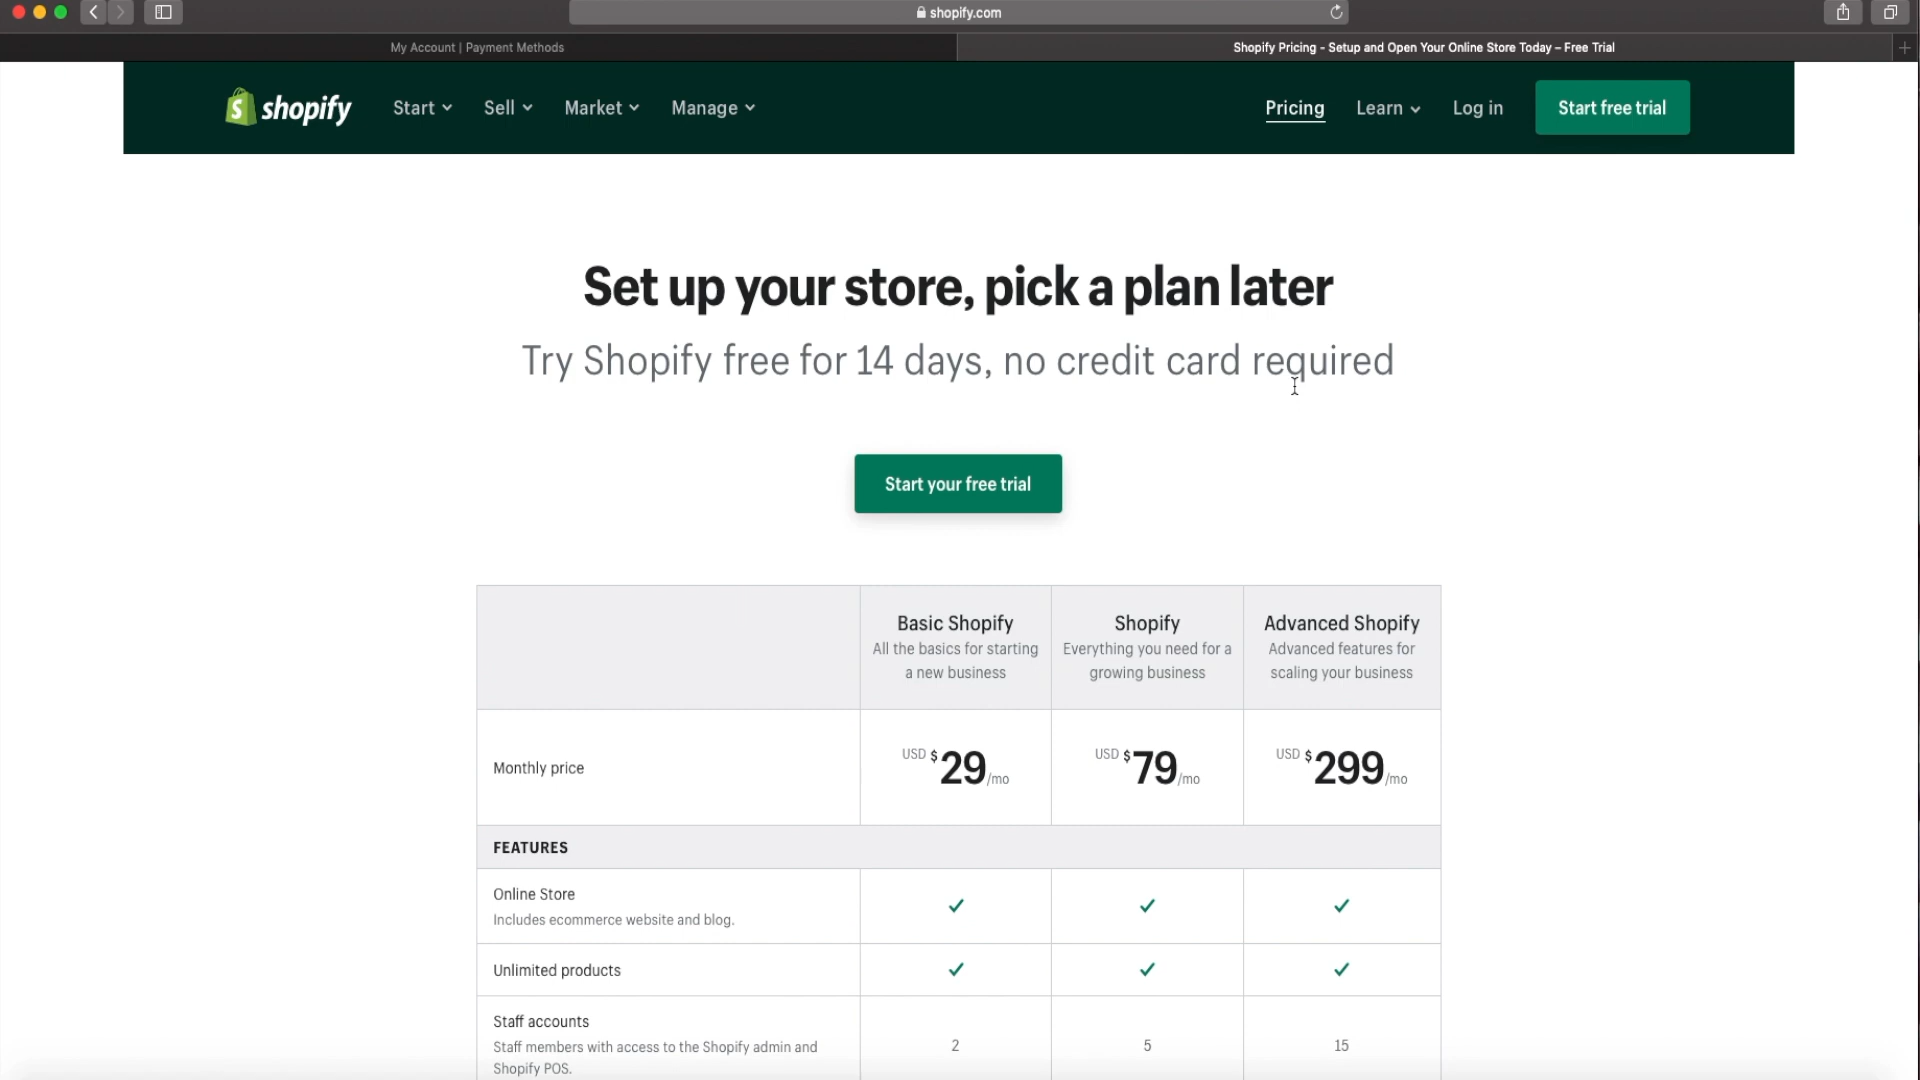 shopify.com
My Account | Payment Methods
Shopify Pricing - Setup and Open Your Online Store Today – Free Trial
shopify
Start
Sell
Market
Manage
Pricing
Learn
Log in
Start free trial
Set up your store, pick a plan later
Try Shopify free for 14 days, no credit card required
Start your free trial
Basic Shopify
All the basics for starting
a new business
Shopify
Everything you need for a
growing business
Advanced Shopify
Advanced features for
scaling your business
Monthly price
USD $29/mo
USD $79/mo
USD $299/mo
FEATURES
Online Store
Includes ecommerce website and blog.
Unlimited products
Staff accounts
Staff members with access to the Shopify admin and
Shopify POS.
2
5
15